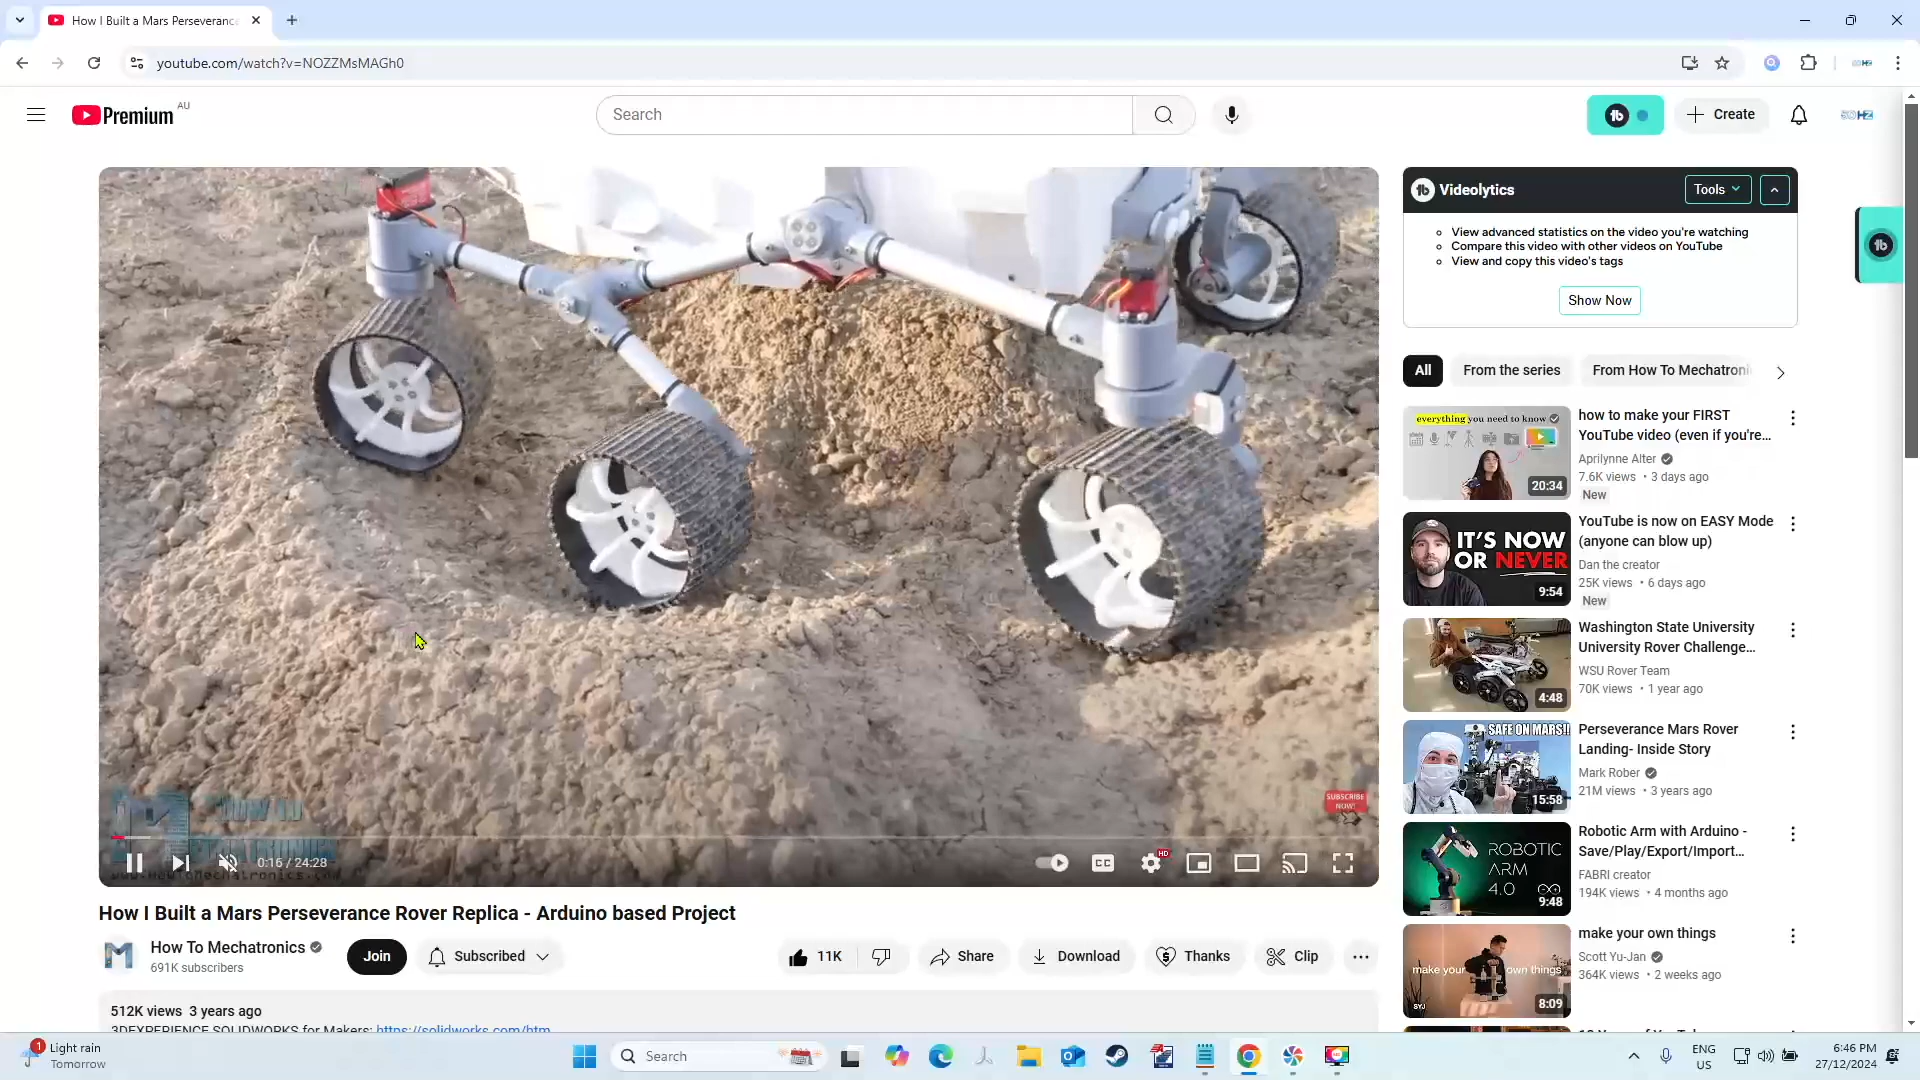 How I Built a Mars Perseveranc
youtube.com/watch?v=NOZZMsMAGh0
Premium AU
Search
Create
Videolytics
Tools
View advanced statistics on the video you're watching
Compare this video with other videos on YouTube
View and copy this video's tags
Show Now
All
From the series
From How To Mechatroni
everything you need to know
20:34
how to make your FIRST
YouTube video (even if you're...
Aprilynne Alter
7.6K views • 3 days ago
New
IT'S NOW
OR NEVER
9:54
YouTube is now on EASY Mode
(anyone can blow up)
Dan the creator
25K views • 6 days ago
New
4:48
Washington State University
University Rover Challenge...
WSU Rover Team
70K views • 1 year ago
SAFE ON MARS!!
15:58
Perseverance Mars Rover
Landing- Inside Story
Mark Rober
21M views • 3 years ago
ROBOTIC
ARM
4.0
9:48
Robotic Arm with Arduino -
Save/Play/Export/Import...
FABRI creator
194K views • 4 months ago
make your own things
SYJ
8:09
make your own things
Scott Yu-Jan
364K views • 2 weeks ago
SUBSCRIBE
NOW!
0:16 / 24:28
CC
HD
www.HowToMechatronics.com
How I Built a Mars Perseverance Rover Replica - Arduino based Project
How To Mechatronics
691K subscribers
Join
Subscribed
11K
Share
Download
Thanks
Clip
512K views 3 years ago
3DEXPERIENCE SOLIDWORKS for Makers: https://solidworks.com/htm
1
Light rain
Tomorrow
Search
ENG
US
6:46 PM
27/12/2024